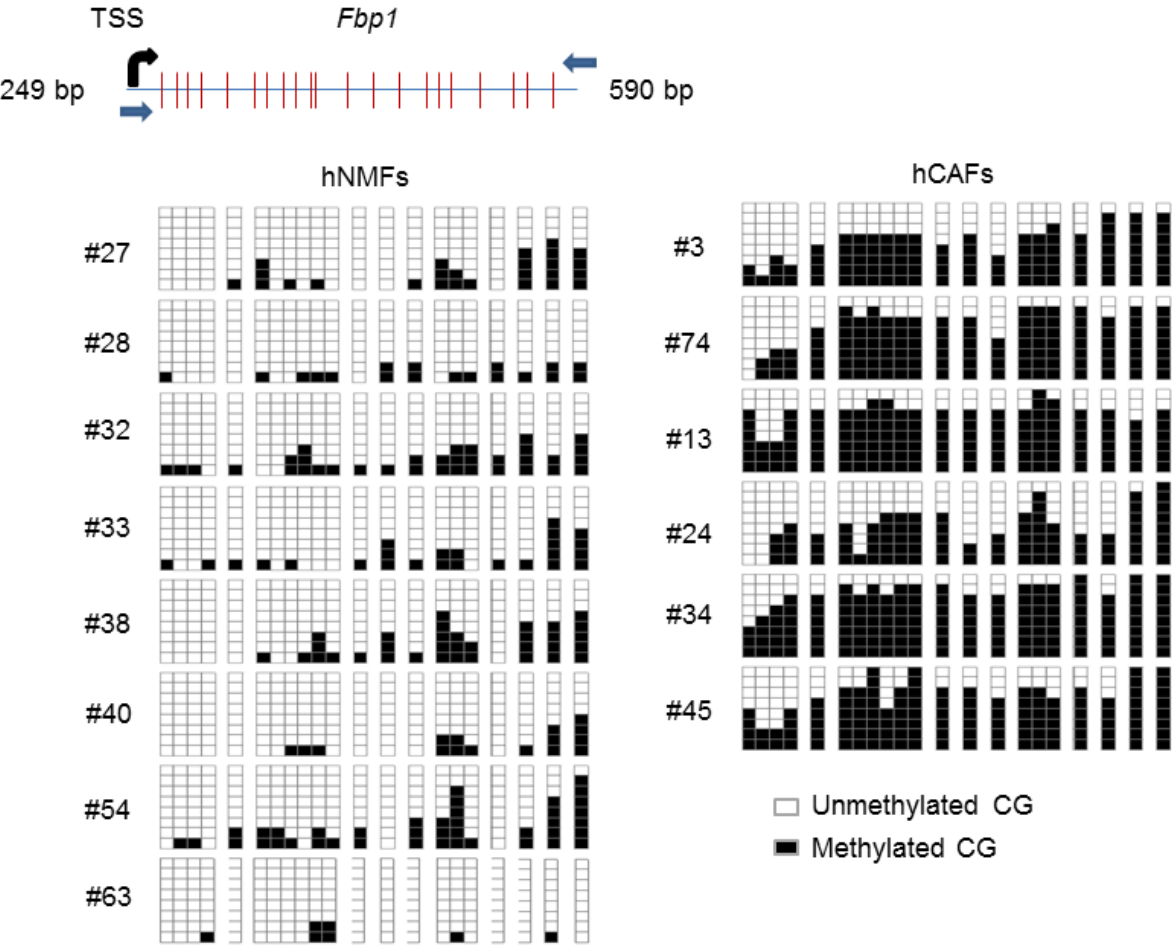 TSS
Fbp1
249 bp
590 bp
hNMFs
#27
#28
#32
#33
#38
#40
#54
#63
hCAFs
#3
#74
#13
#24
#34
#45
Unmethylated CG
Methylated CG